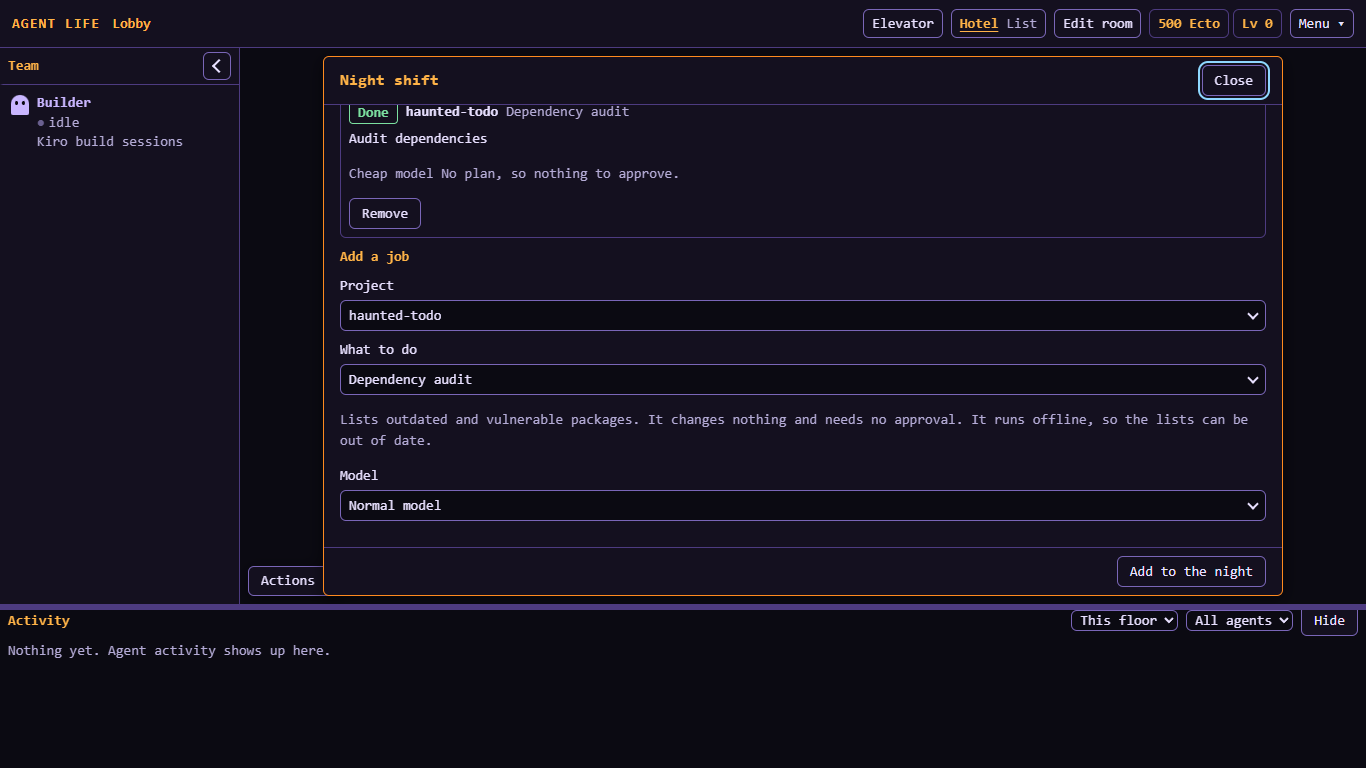 AGENT LIFE Lobby
Elevator Hotel List Edit room 500 Ecto Lv 0 Menu ▾
Team
Builder
idle
Kiro build sessions
Night shift
Close
Done haunted-todo Dependency audit
Audit dependencies
Cheap model No plan, so nothing to approve.
Remove
Add a job
Project
haunted-todo
What to do
Dependency audit
Lists outdated and vulnerable packages. It changes nothing and needs no approval. It runs offline, so the lists can be
out of date.
Model
Normal model
Actions
Add to the night
Activity
This floor All agents Hide
Nothing yet. Agent activity shows up here.